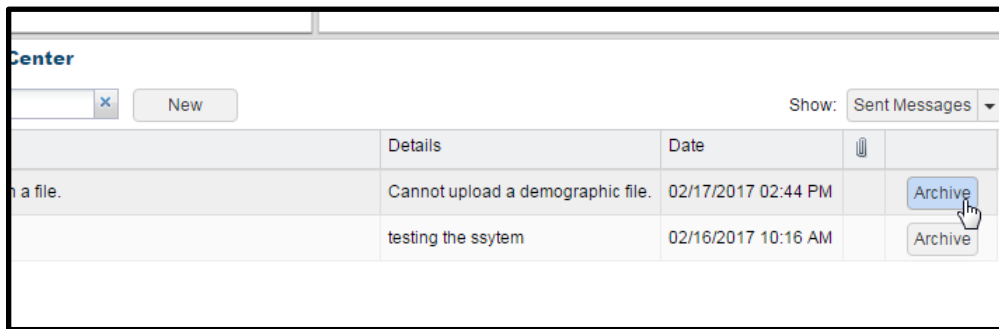 Center
New Show: Sent Messages
Details Date
a file. Cannot upload a demographic file. 02/17/2017 02:44 PM Archive
testing the ssytem 02/16/2017 10:16 AM Archive